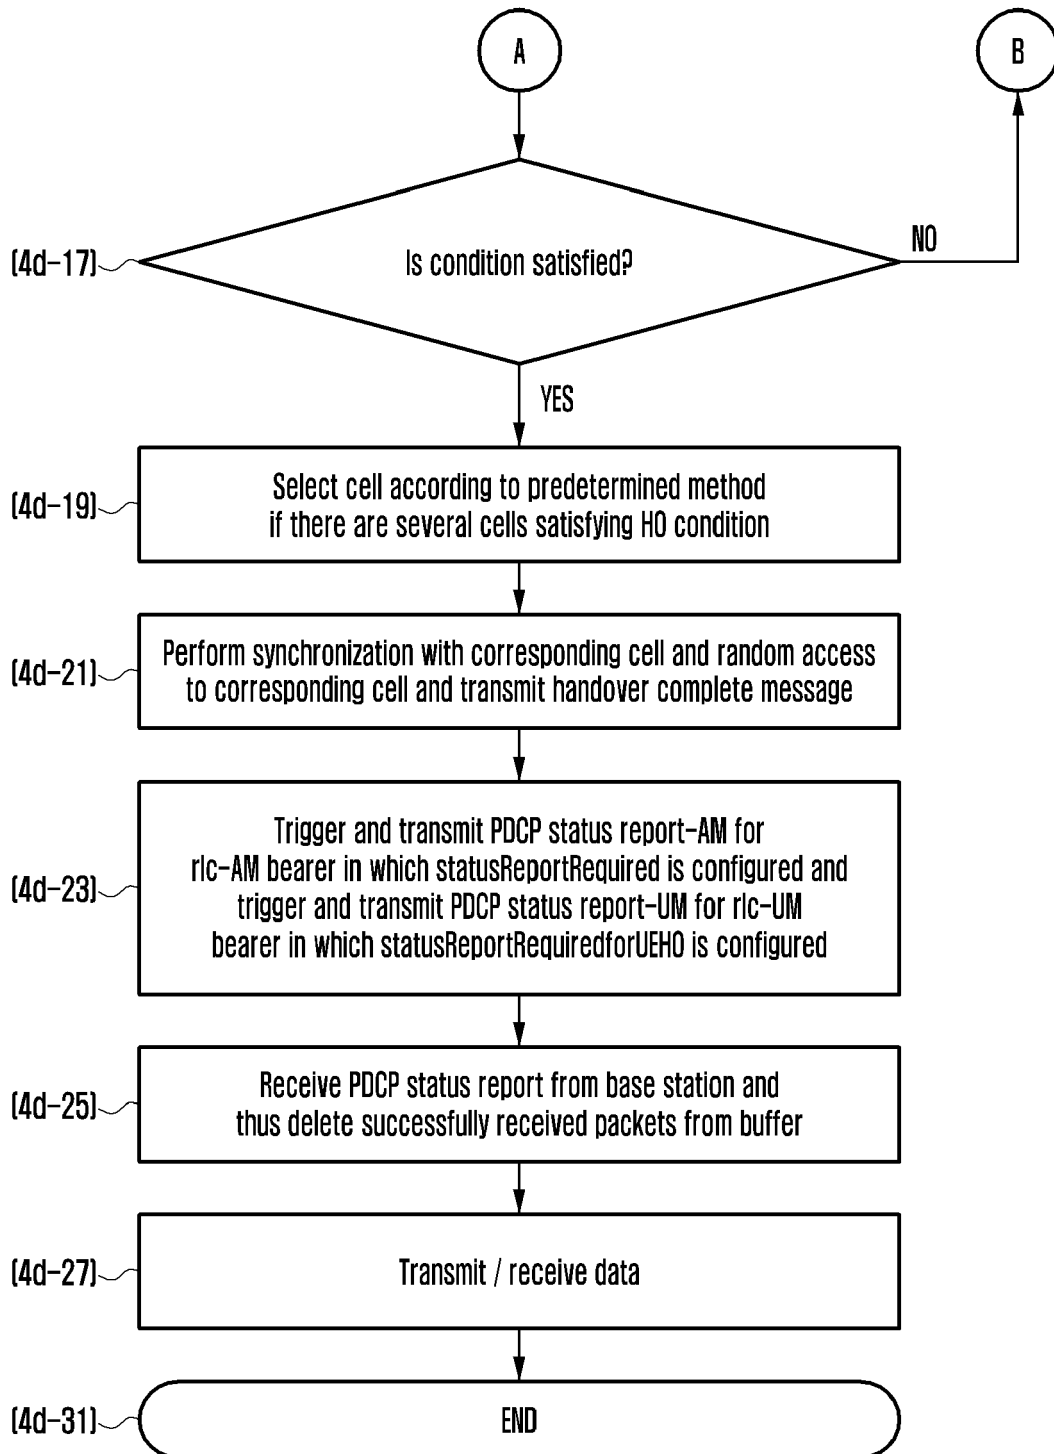 A
B
(4d-17)
Is condition satisfied?
NO
YES
(4d-19)
Select cell according to predetermined method
if there are several cells satisfying HO condition
(4d-21)
Perform synchronization with corresponding cell and random access
to corresponding cell and transmit handover complete message
(4d-23)
Trigger and transmit PDCP status report-AM for
rlc-AM bearer in which statusReportRequired is configured and
trigger and transmit PDCP status report-UM for rlc-UM
bearer in which statusReportRequiredforUEHO is configured
(4d-25)
Receive PDCP status report from base station and
thus delete successfully received packets from buffer
(4d-27)
Transmit / receive data
(4d-31)
END